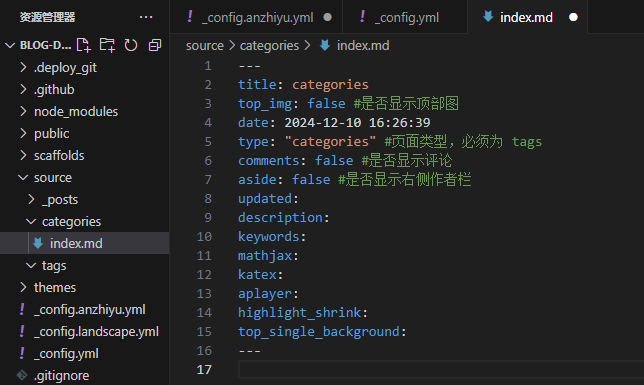 资源管理器 ···
BLOG-D...
.deploy_git
.github
node_modules
public
scaffolds
source
_posts
categories
index.md
tags
themes
! _config.anzhiyu.yml
! _config.landscape.yml
! _config.yml
.gitignore
! _config.anzhiyu.yml ! _config.yml index.md
source > categories > index.md
1 ---
2 title: categories
3 top_img: false #是否显示顶部图
4 date: 2024-12-10 16:26:39
5 type: "categories" #页面类型，必须为 tags
6 comments: false #是否显示评论
7 aside: false #是否显示右侧作者栏
8 updated:
9 description:
10 keywords:
11 mathjax:
12 katex:
13 aplayer:
14 highlight_shrink:
15 top_single_background:
16 ---
17